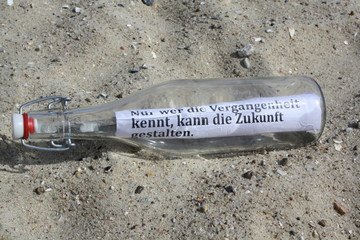 Nur wer die Vergangenheit
kennt, kann die Zukunft
gestalten.